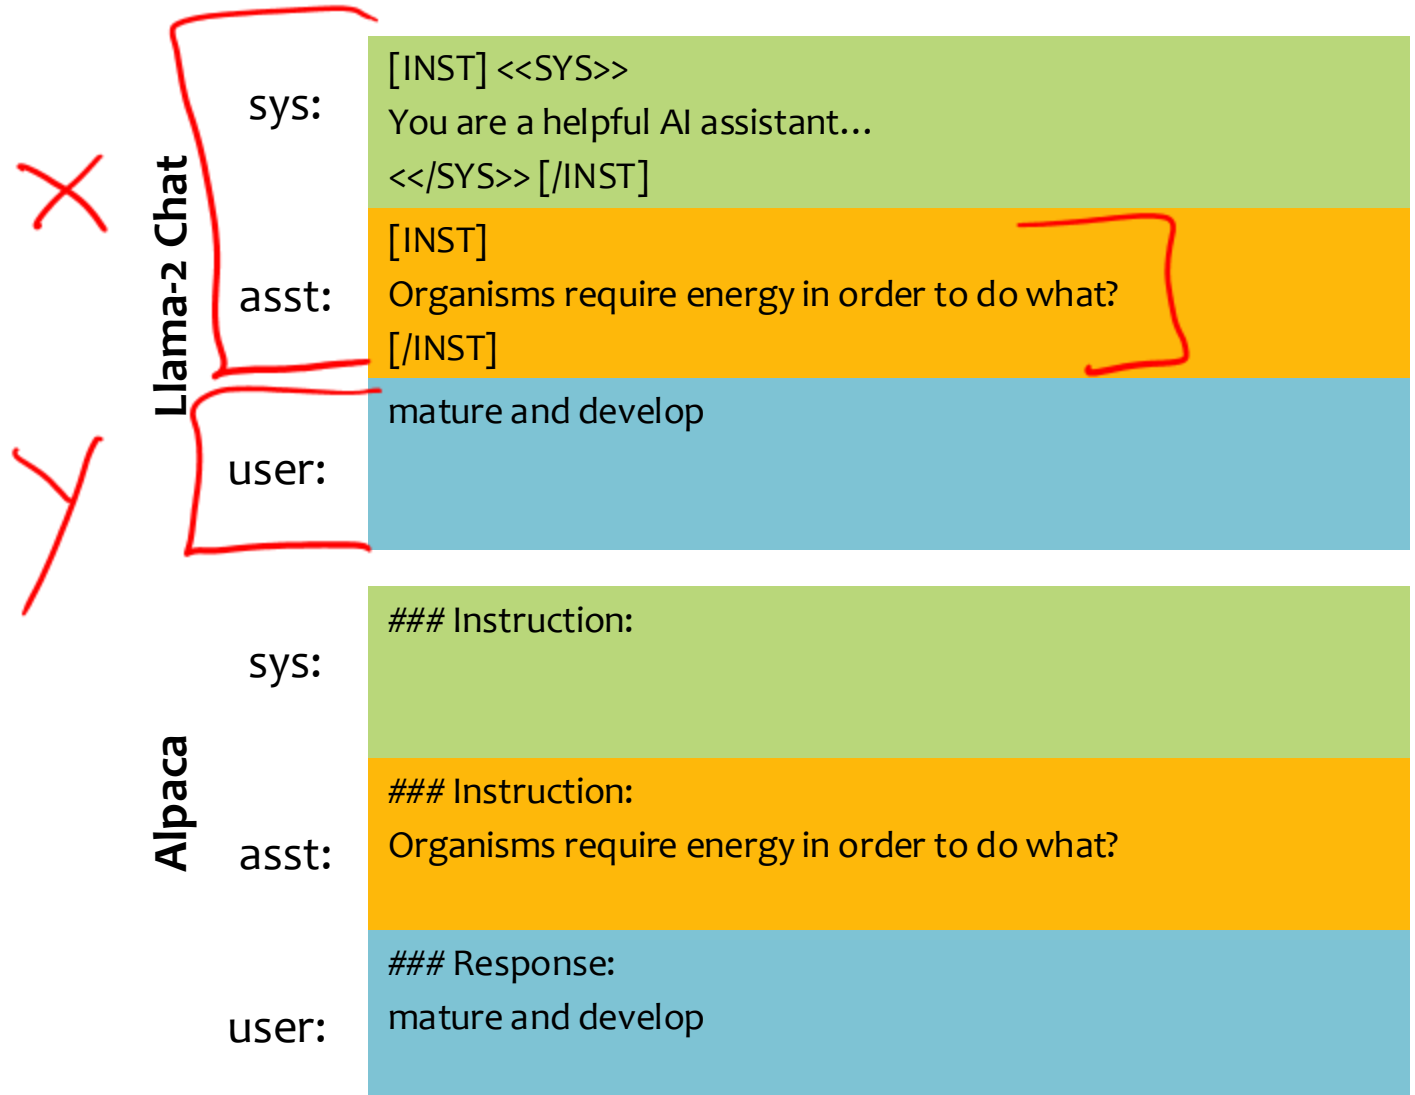 x
Llama-2 Chat
sys:
[INST] <<SYS>>
You are a helpful AI assistant...
<</SYS>> [/INST]
asst:
[INST]
Organisms require energy in order to do what?
[/INST]
y
user:
mature and develop
Alpaca
sys:
### Instruction:
asst:
### Instruction:
Organisms require energy in order to do what?
user:
### Response:
mature and develop